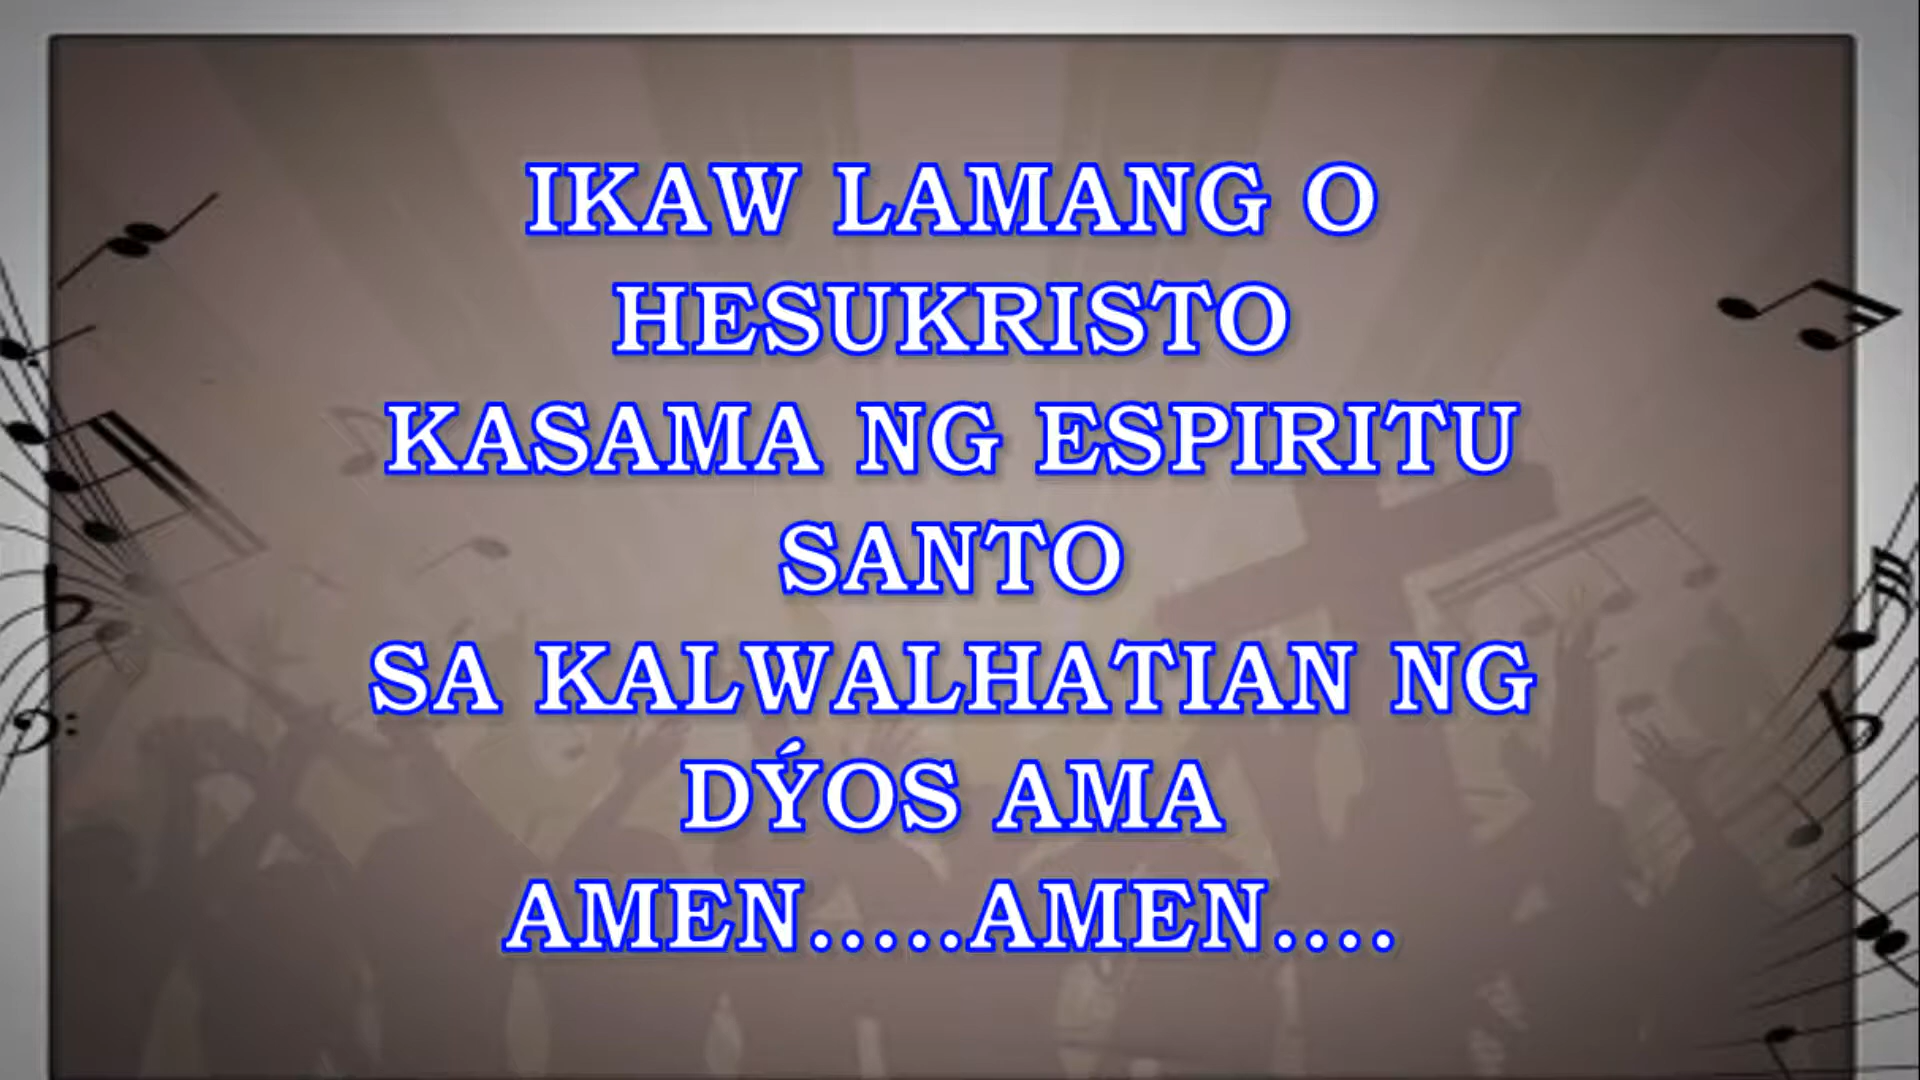 IKAW LAMANG O
HESUKRISTO
KASAMA NG ESPIRITU
SANTO
SA KALWALHATIAN NG
DÝOS AMA
AMEN.....AMEN....